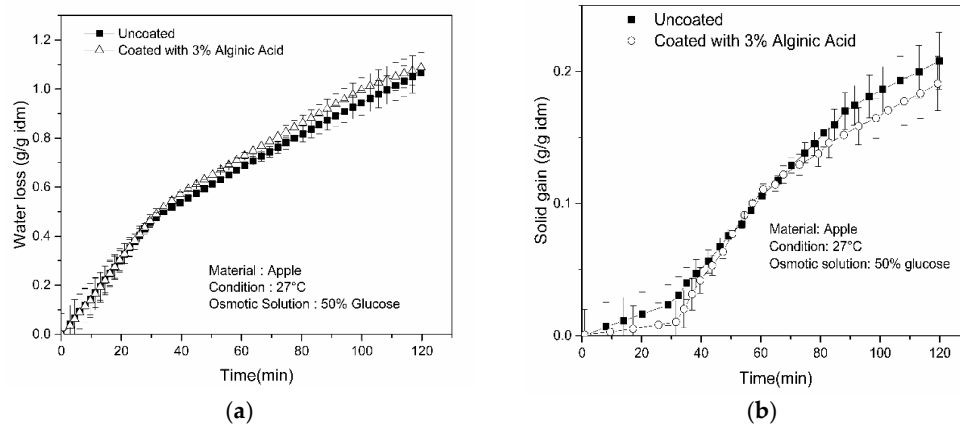 Uncoated
Coated with 3% Alginic Acid
Water loss (g/g idm)
1.2
1.0
0.8
0.6
0.4
0.2
0.0
Material : Apple
Condition : 27°C
Osmotic Solution : 50% Glucose
0 20 40 60 80 100 120 140
Time(min)
(a)
Uncoated
Coated with 3% Alginic Acid
Solid gain (g/g idm)
0.2
0.1
0.0
Material: Apple
Condition: 27°C
Osmotic solution: 50% glucose
0 20 40 60 80 100 120
Time(min)
(b)